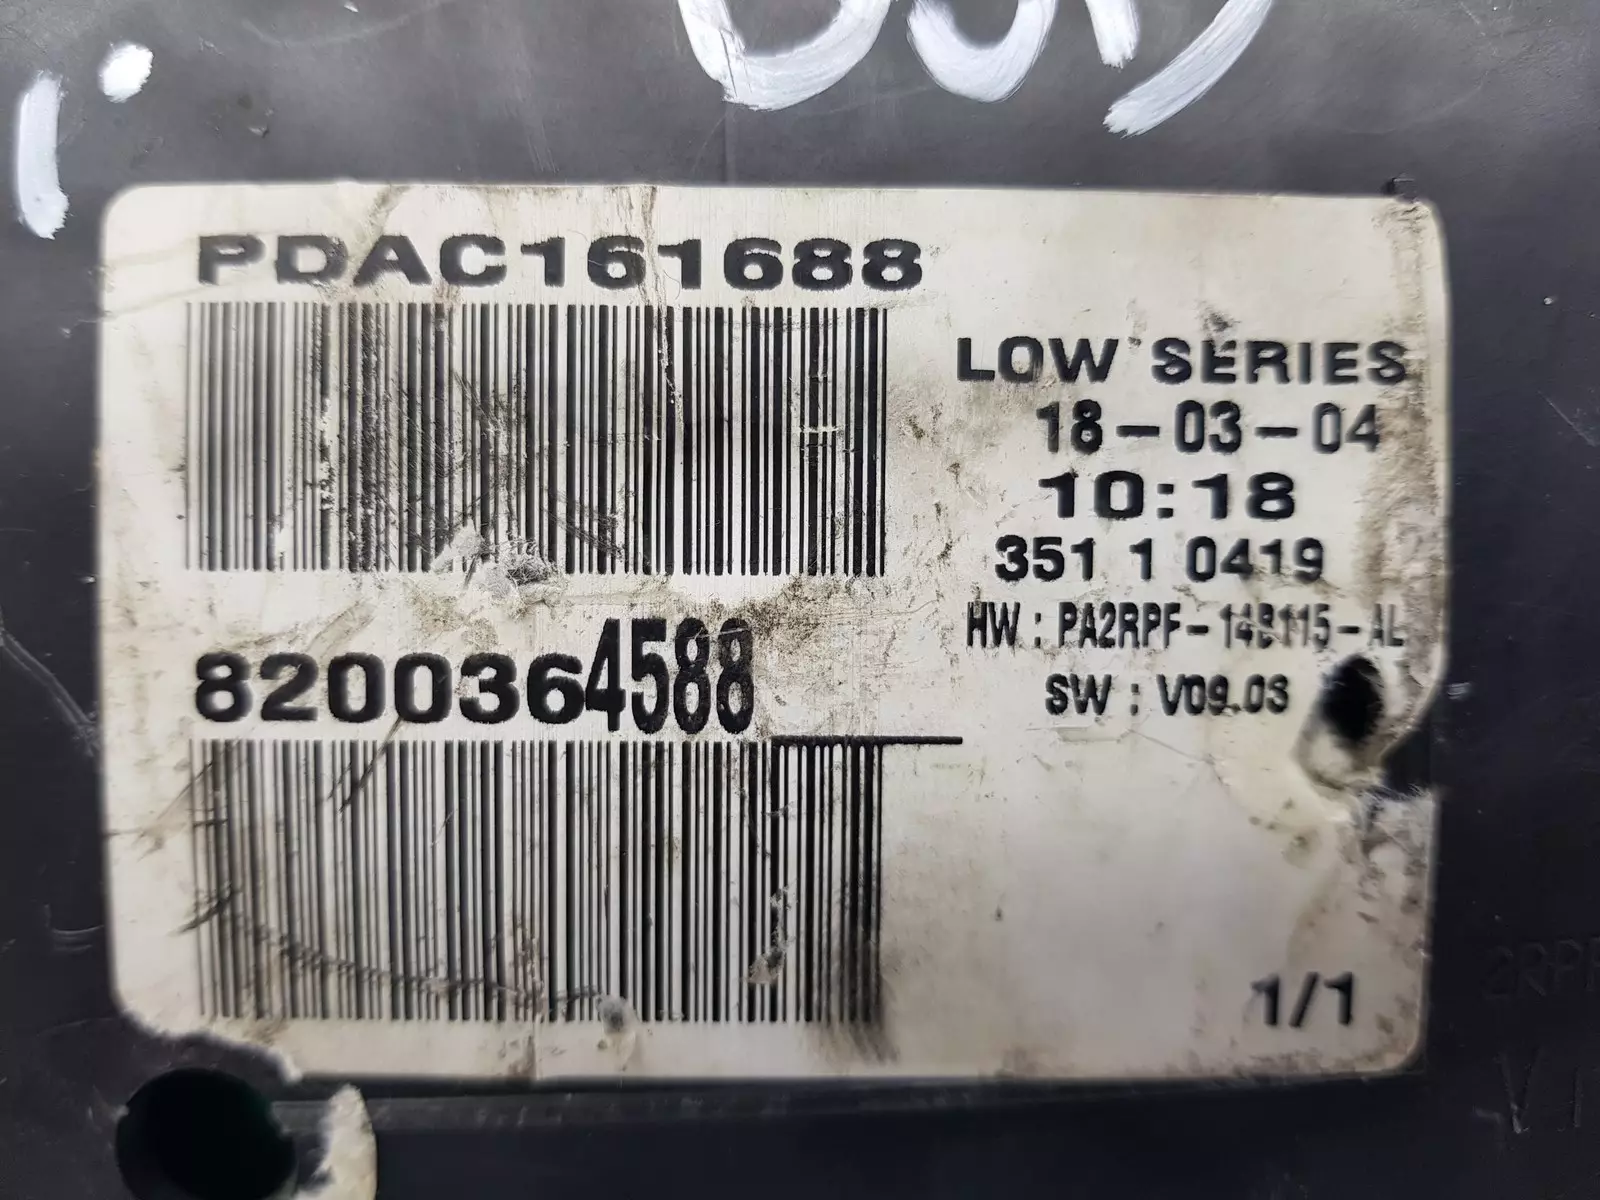 PDAC161688
LOW SERIES
18-03-04
10:18
351 1 0419
HW : PA2RPF-14B115-AL
SW : V09.03
82003644588
1/1